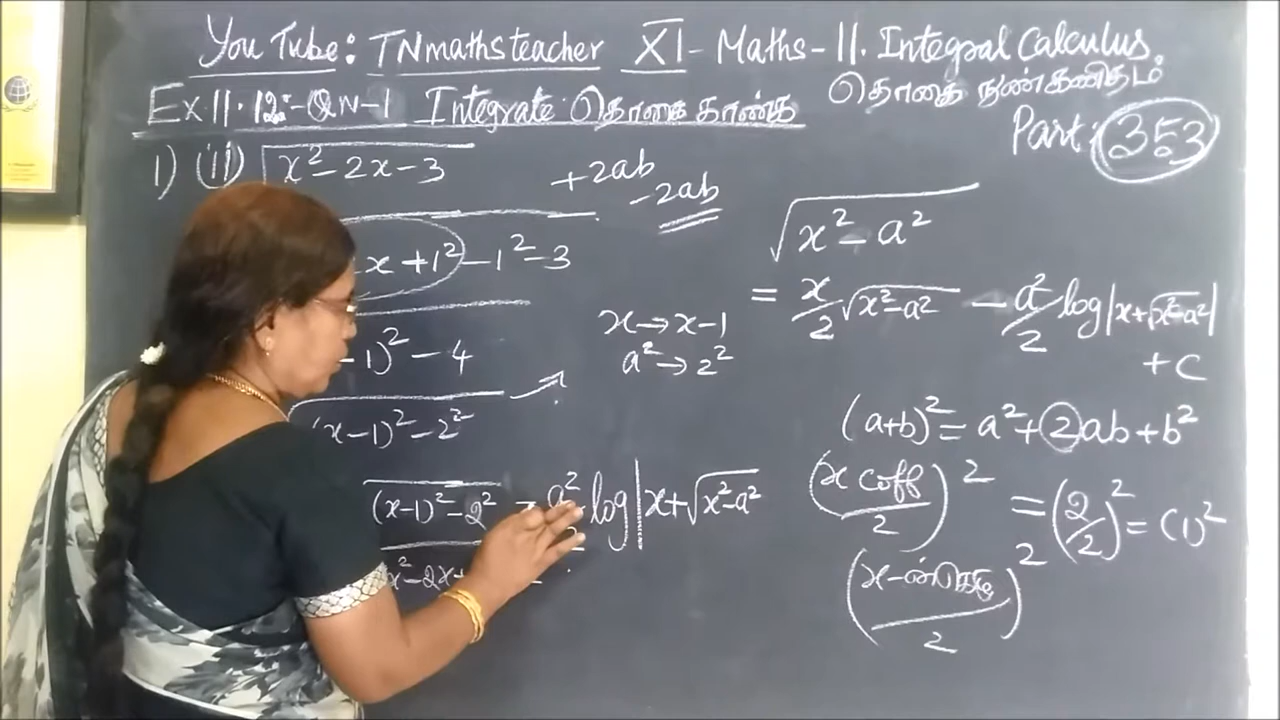 You Tube: TNmathsteacher XI - Maths - 11. Integral Calculus.
தொகை நுண்கணிதம்
Ex 11.12 - QN-1 Integrate: தொகை காண்க
Part: 353
1) (ii) √x²-2x-3
+2ab
-2ab
x+1²-1²-3
-1)²-4
(x-1)²-2²
(x-1)²-2² - a² log|x+√x²-a²
x²-2x+
x→x-1
a²→2²
√x²-a²
= x/2 √x²-a² - a²/2 log|x+√x²-a²|
+c
(a+b)² = a²+2ab+b²
(x coff/2)² = (2/2)² = (1)²